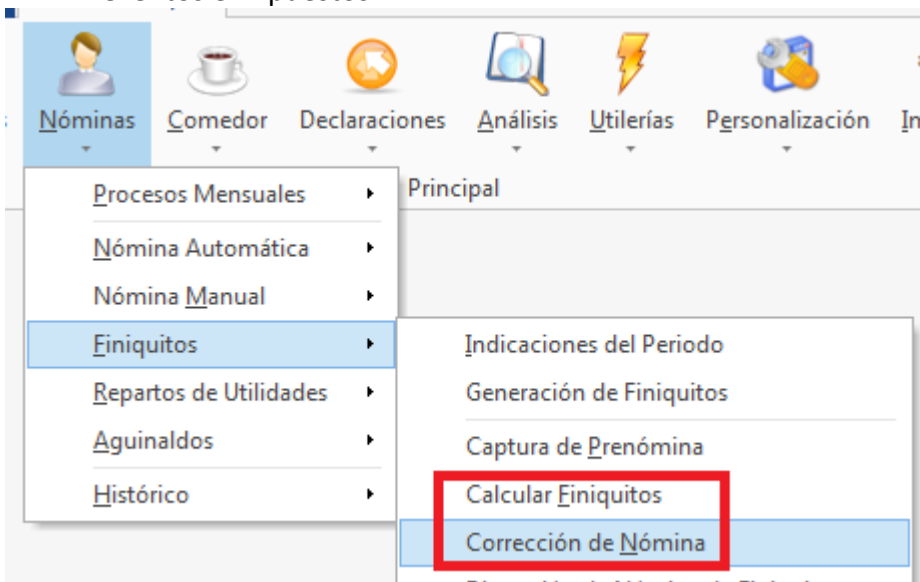 Nóminas
Comedor
Declaraciones
Análisis
Utilerías
Personalización
Principal
Procesos Mensuales
Nómina Automática
Nómina Manual
Finiquitos
Repartos de Utilidades
Aguinaldos
Histórico
Indicaciones del Periodo
Generación de Finiquitos
Captura de Prenómina
Calcular Finiquitos
Corrección de Nómina